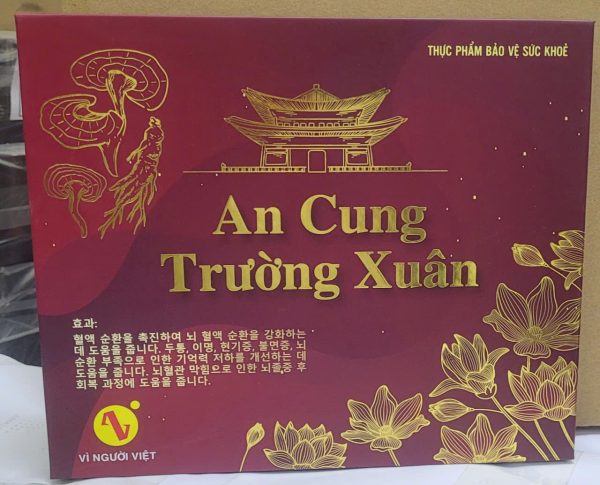 THỰC PHẨM BẢO VỆ SỨC KHOẺ
An Cung
Trường Xuân
효과:
혈액 순환을 촉진하여 뇌 혈액 순환을 강화하는
데 도움을 줍니다. 두통, 이명, 현기증, 불면증, 뇌
순환 부족으로 인한 기억력 저하를 개선하는 데
도움을 줍니다. 뇌혈관 막힘으로 인한 뇌졸중 후
회복 과정에 도움을 줍니다.
VÌ NGƯỜI VIỆT